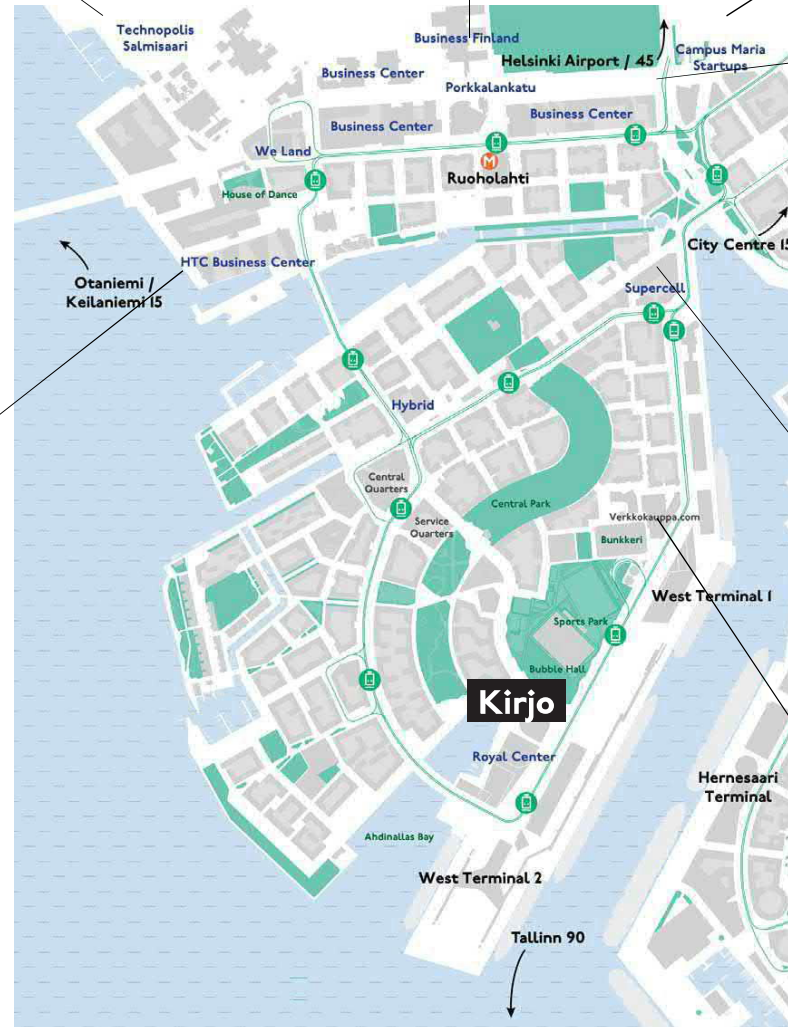 Technopolis
Salmisaari
Business Finland
Helsinki Airport / 45
Campus Maria
Startups
Business Center
Porkkalankatu
Business Center
Business Center
We Land
M
Ruoholahti
House of Dance
City Centre 15
HTC Business Center
Otaniemi /
Keilaniemi 15
Supercell
Hybrid
Central
Quarters
Central Park
Service
Quarters
Verkkokauppa.com
Bunkkeri
West Terminal 1
Sports Park
Bubble Hall
Kirjo
Royal Center
Hernesaari
Terminal
Ahdinallas Bay
West Terminal 2
Tallinn 90